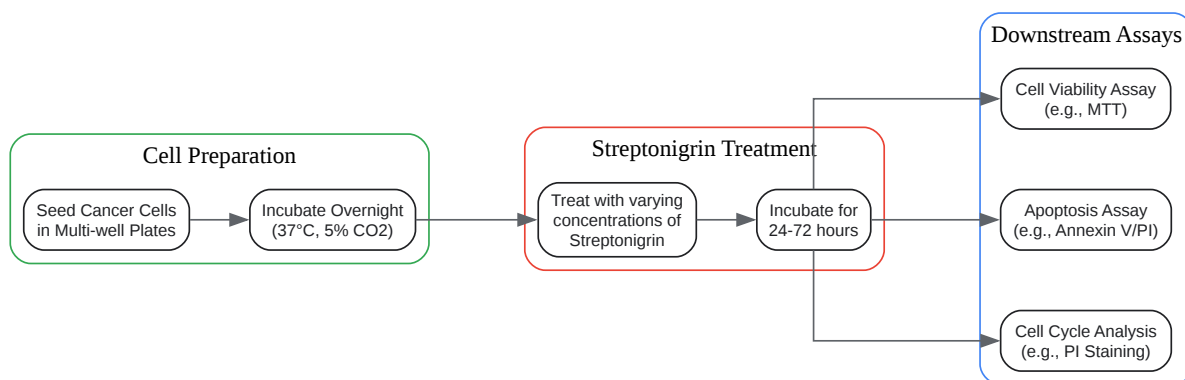 Cell Preparation
Seed Cancer Cells
in Multi-well Plates
Incubate Overnight
(37°C, 5% CO2)
Streptonigrin Treatment
Treat with varying
concentrations of
Streptonigrin
Incubate for
24-72 hours
Downstream Assays
Cell Viability Assay
(e.g., MTT)
Apoptosis Assay
(e.g., Annexin V/PI)
Cell Cycle Analysis
(e.g., PI Staining)